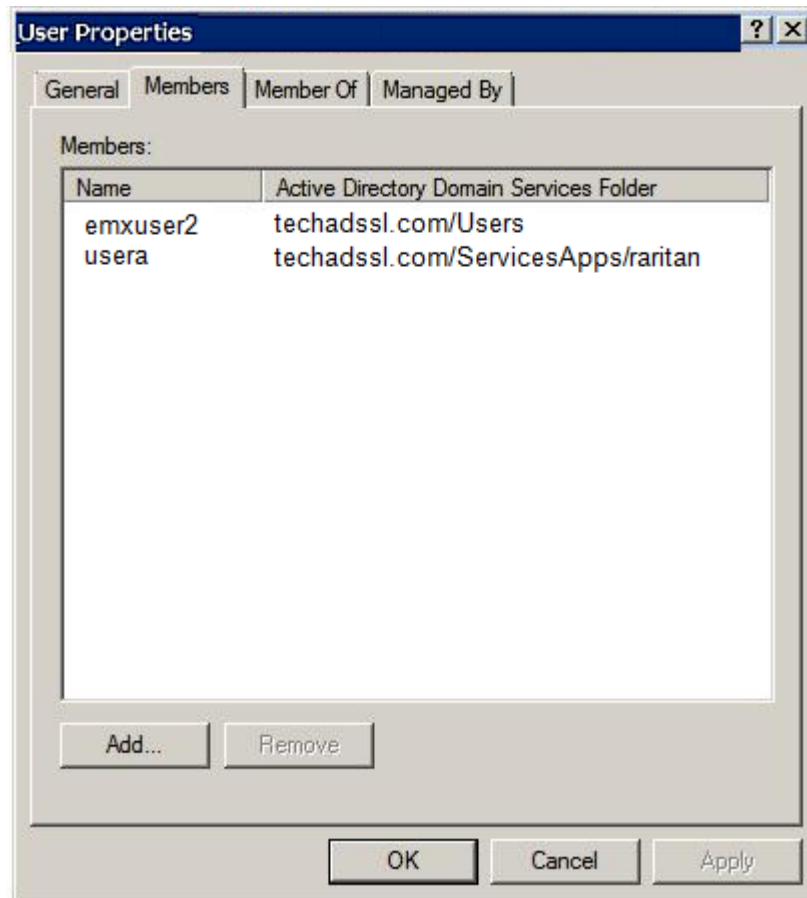 User Properties ? X
General Members Member Of Managed By
Members:
Name Active Directory Domain Services Folder
emxuser2 techadssl.com/Users
usera techadssl.com/ServicesApps/raritan
Add... Remove
OK Cancel Apply